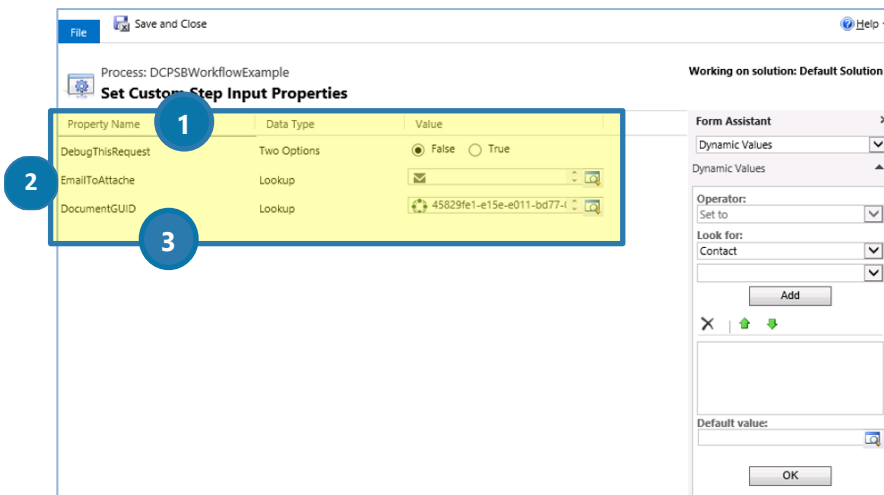 File
Save and Close
Help
Process: DCPSBWorkflowExample
Set Custom Step Input Properties
Working on solution: Default Solution
Property Name
1
Data Type
Value
DebugThisRequest
Two Options
False
True
2
EmailToAttache
Lookup
DocumentGUID
Lookup
45829fe1-e15e-e011-bd77-
3
Form Assistant
Dynamic Values
Dynamic Values
Operator:
Set to
Look for:
Contact
Add
Default value:
OK